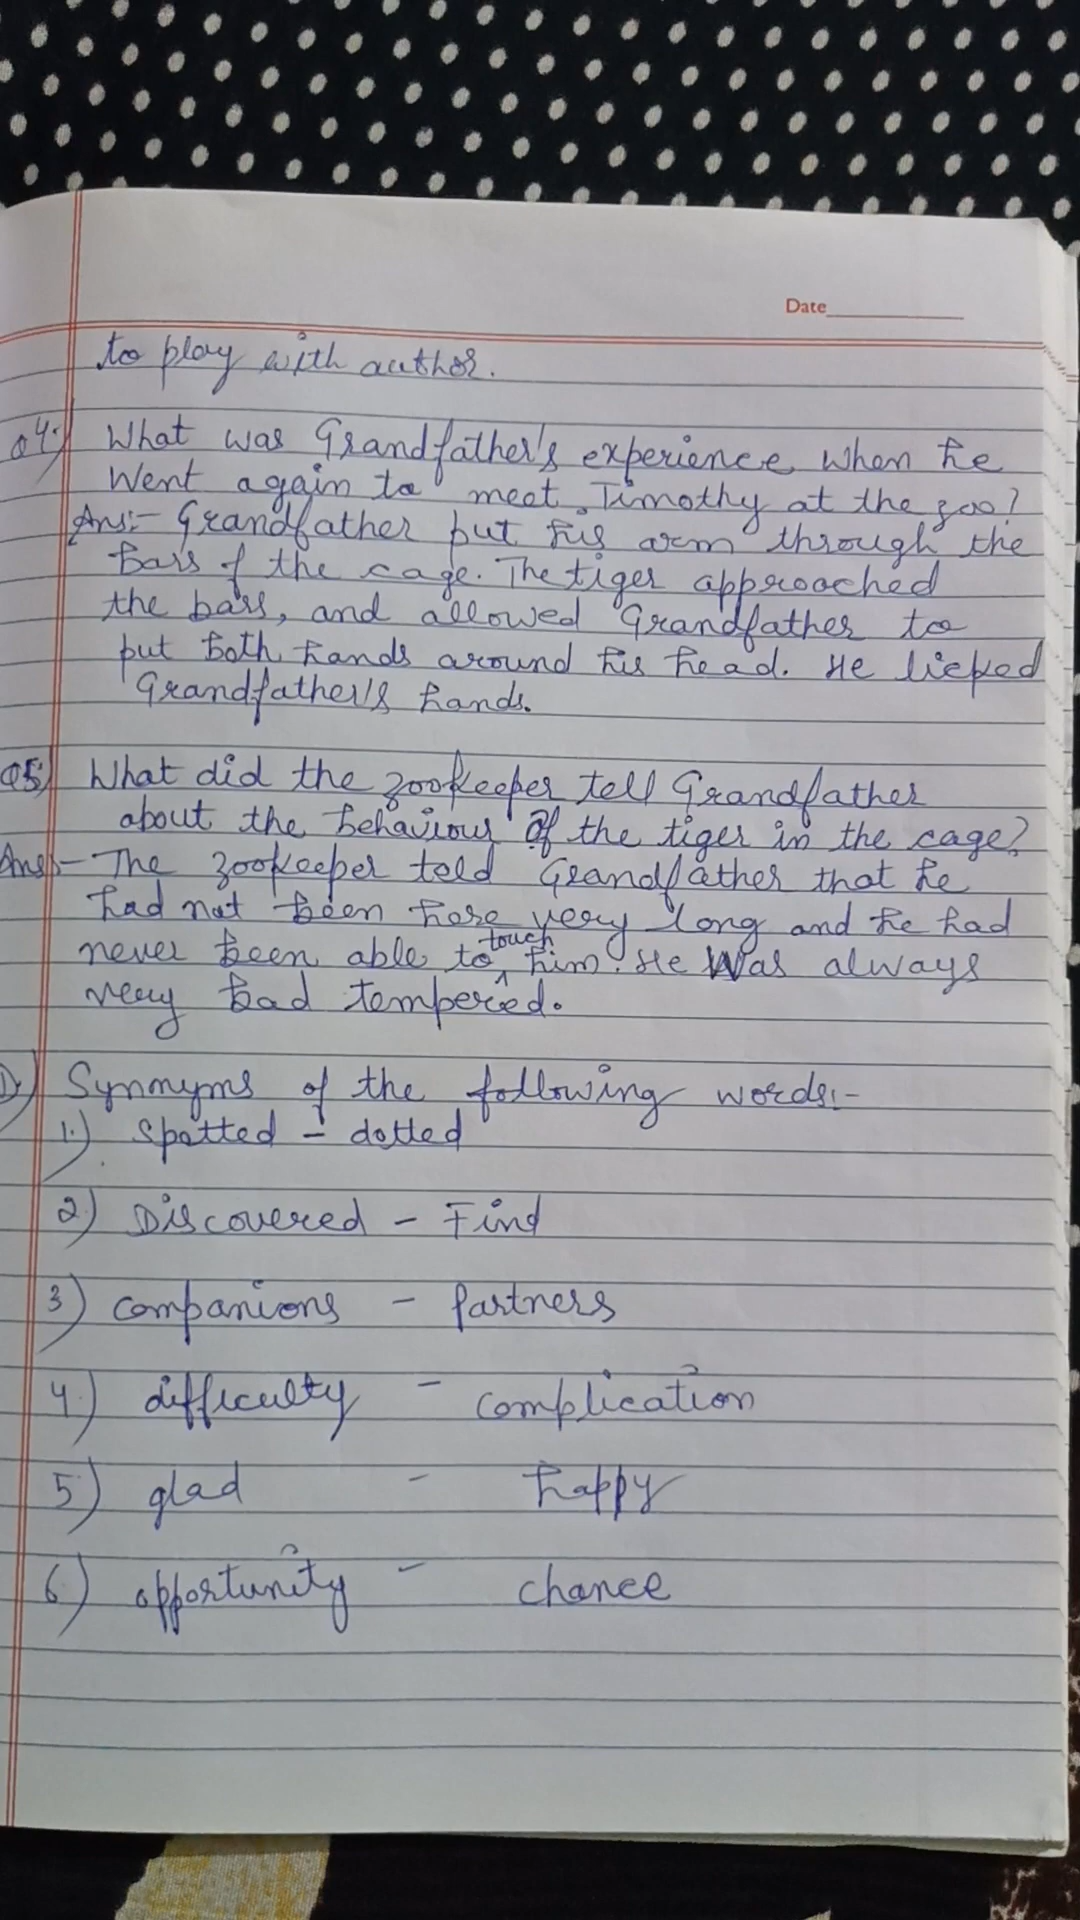 Date
to play with author.
Q4) What was Grandfather's experience when he
went again to meet Timothy at the zoo?
Ans:- Grandfather put his arm through the
bars of the cage. The tiger approached
the bars, and allowed Grandfather to
put both hands around his head. He licked
Grandfather's hands.
Q5) What did the zookeeper tell Grandfather
about the behaviour of the tiger in the cage?
Ans:- The zookeeper told Grandfather that he
had not been here very long and he had
never been able to touch him. He was always
very bad tempered.
D) Synonyms of the following words:-
1.) Spotted - dotted
2) Discovered - Find
3) companions - Partners
4.) difficulty - complication
5) glad - happy
6) opportunity - chance